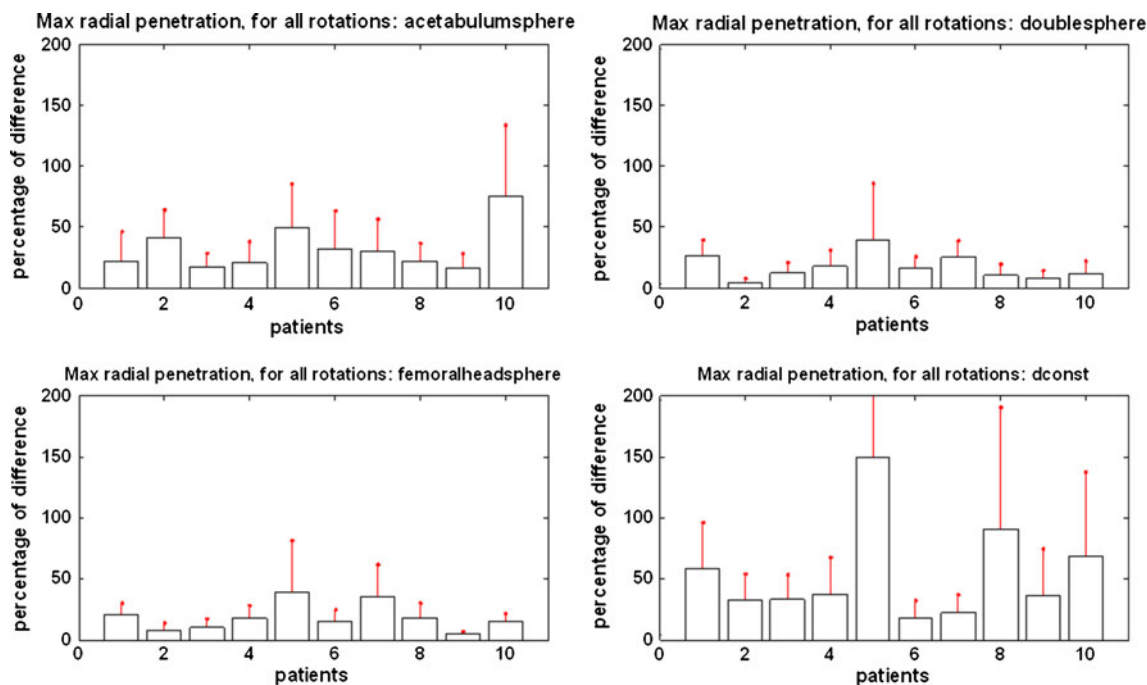 Max radial penetration, for all rotations: acetabulumsphere
percentage of difference
200
150
100
50
0
0 2 4 6 8 10
patients
Max radial penetration, for all rotations: doublesphere
percentage of difference
200
150
100
50
0
0 2 4 6 8 10
patients
Max radial penetration, for all rotations: femoralheadsphere
percentage of difference
200
150
100
50
0
0 2 4 6 8 10
patients
Max radial penetration, for all rotations: dconst
percentage of difference
200
150
100
50
0
0 2 4 6 8 10
patients